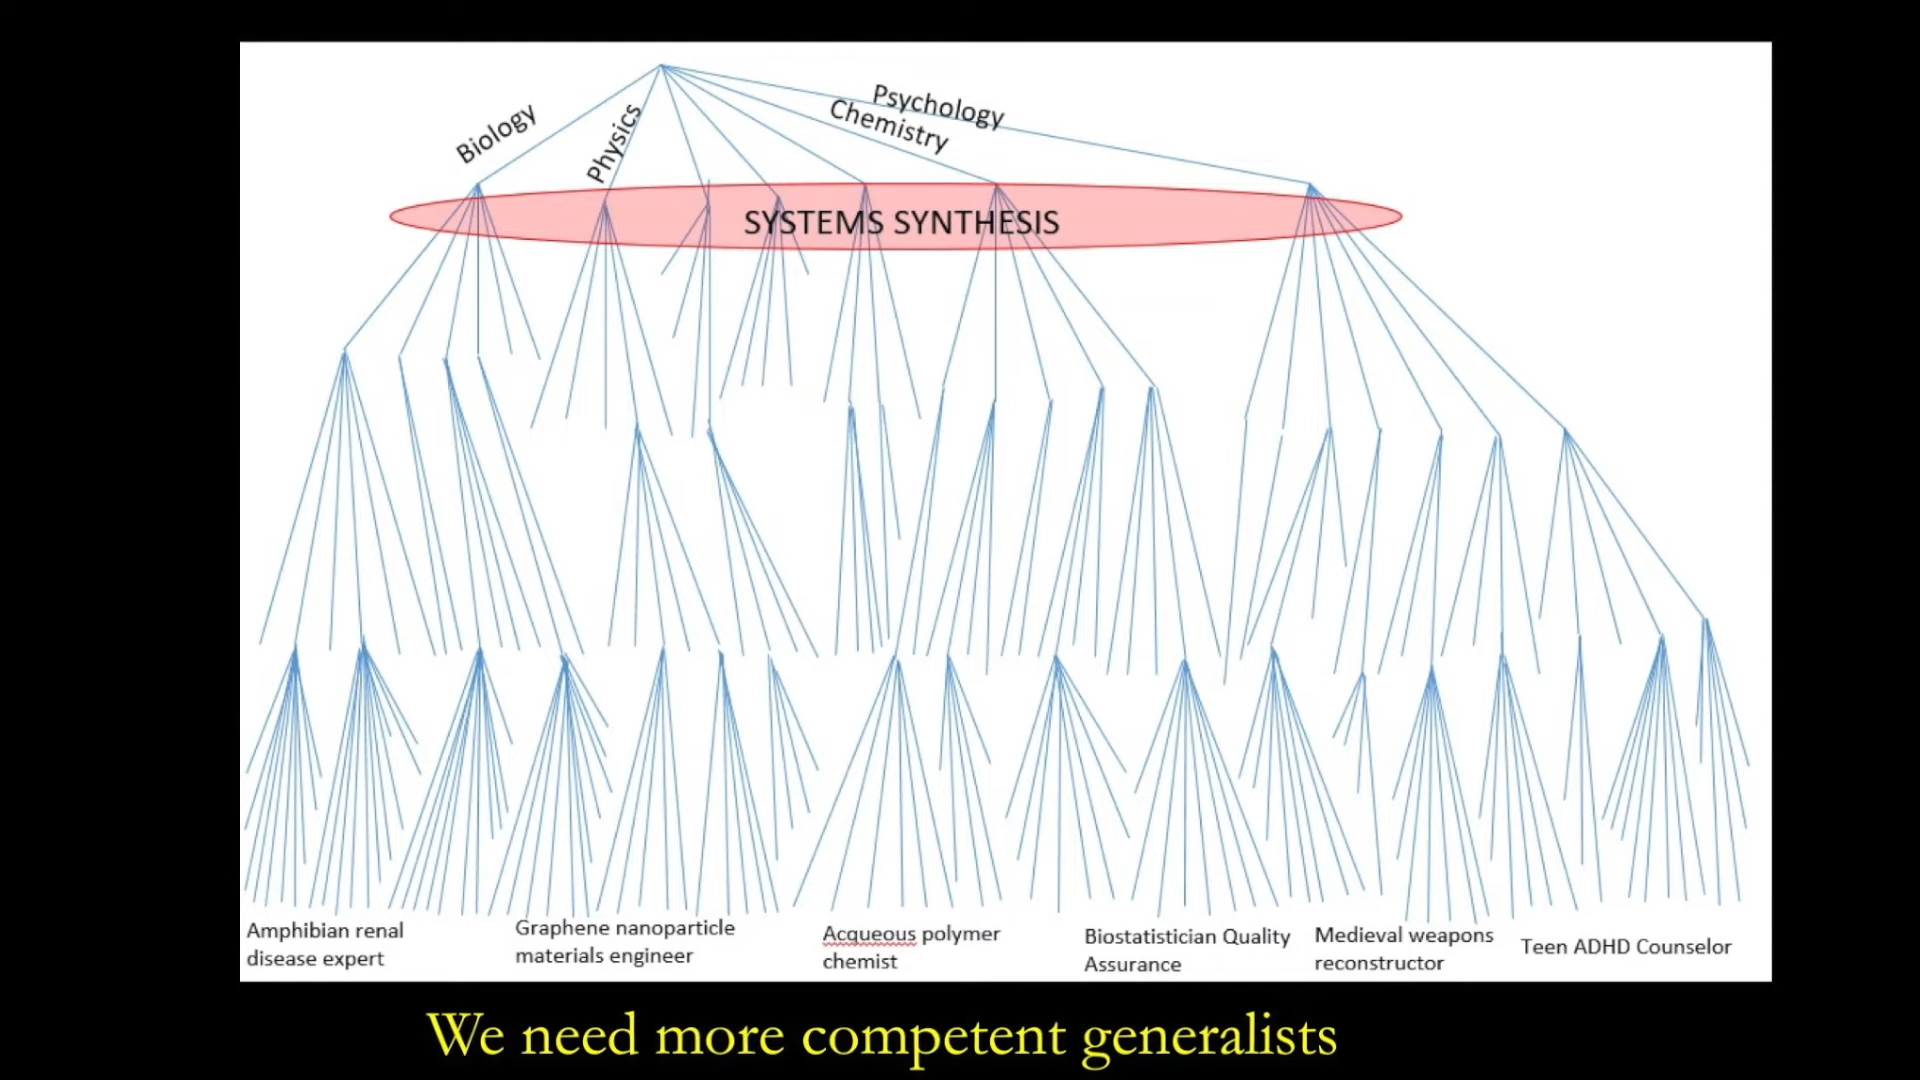 Psychology
Chemistry
Biology
Physics
SYSTEMS SYNTHESIS
Amphibian renal
disease expert
Graphene nanoparticle
materials engineer
Acqueous polymer
chemist
Biostatistician Quality
Assurance
Medieval weapons
reconstructor
Teen ADHD Counselor
We need more competent generalists